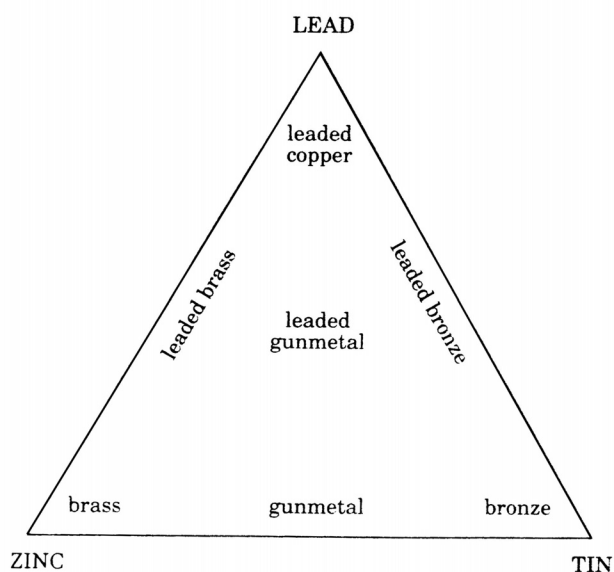 LEAD
leaded
copper
leaded brass
leaded bronze
leaded
gunmetal
brass
gunmetal
bronze
ZINC
TIN